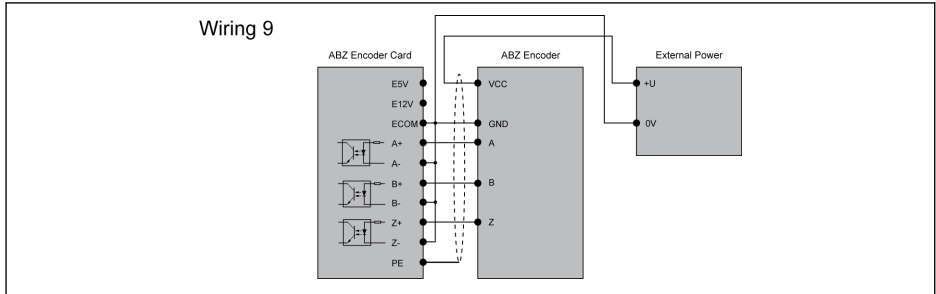 Wiring 9
ABZ Encoder Card
ABZ Encoder
External Power
E5V
VCC
+U
E12V
ECOM
GND
0V
A+
A
A-
B+
B
B-
Z+
Z
Z-
PE